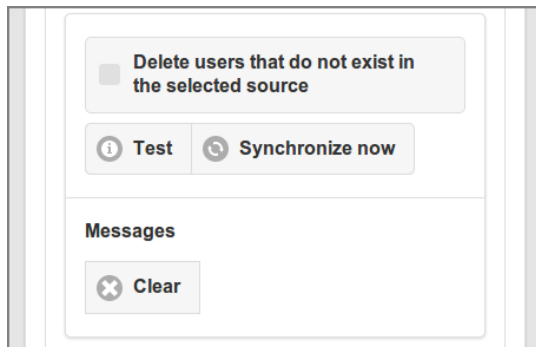 Delete users that do not exist in
the selected source
Test
Synchronize now
Messages
Clear